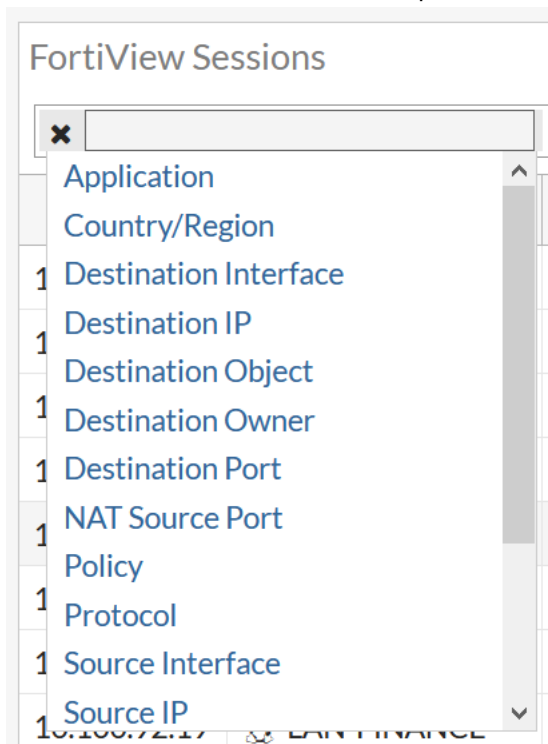 FortiView Sessions
Application
Country/Region
Destination Interface
Destination IP
Destination Object
Destination Owner
Destination Port
NAT Source Port
Policy
Protocol
Source Interface
Source IP